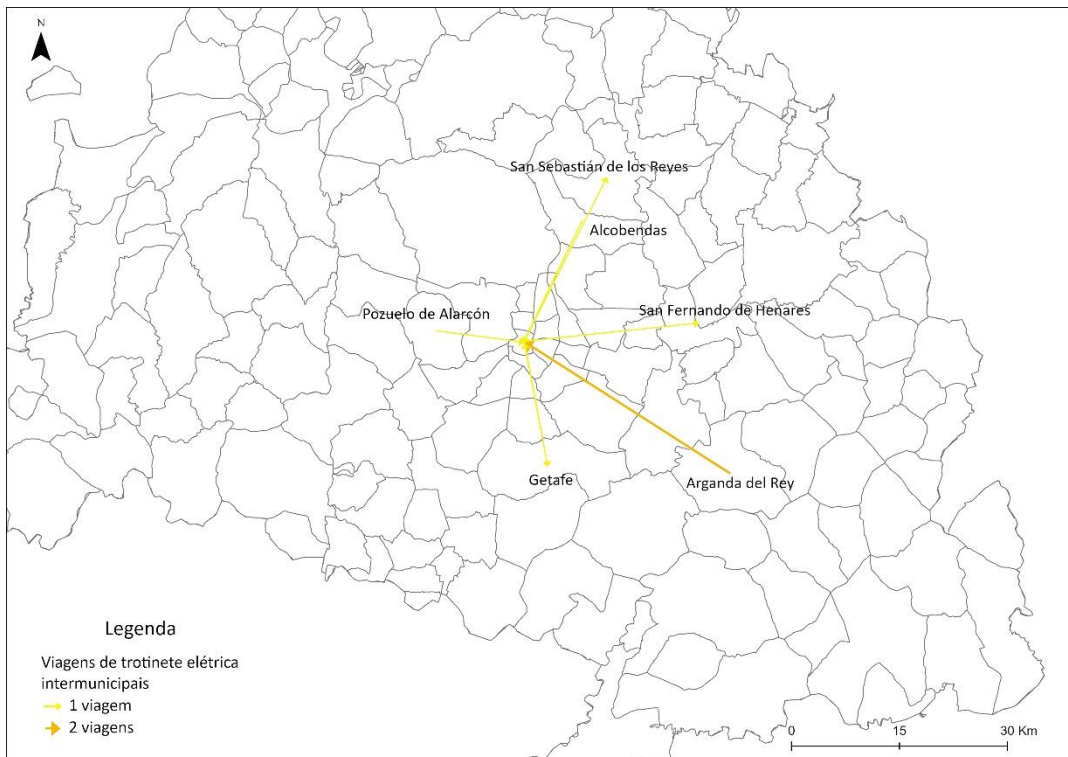 N
San Sebastián de los Reyes
Alcobendas
San Fernando de Henares
Pozuelo de Alarcón
Getafe
Arganda del Rey
Legenda
Viagens de trotinete elétrica
intermunicipais
1 viagem
2 viagens
0 15 30 Km